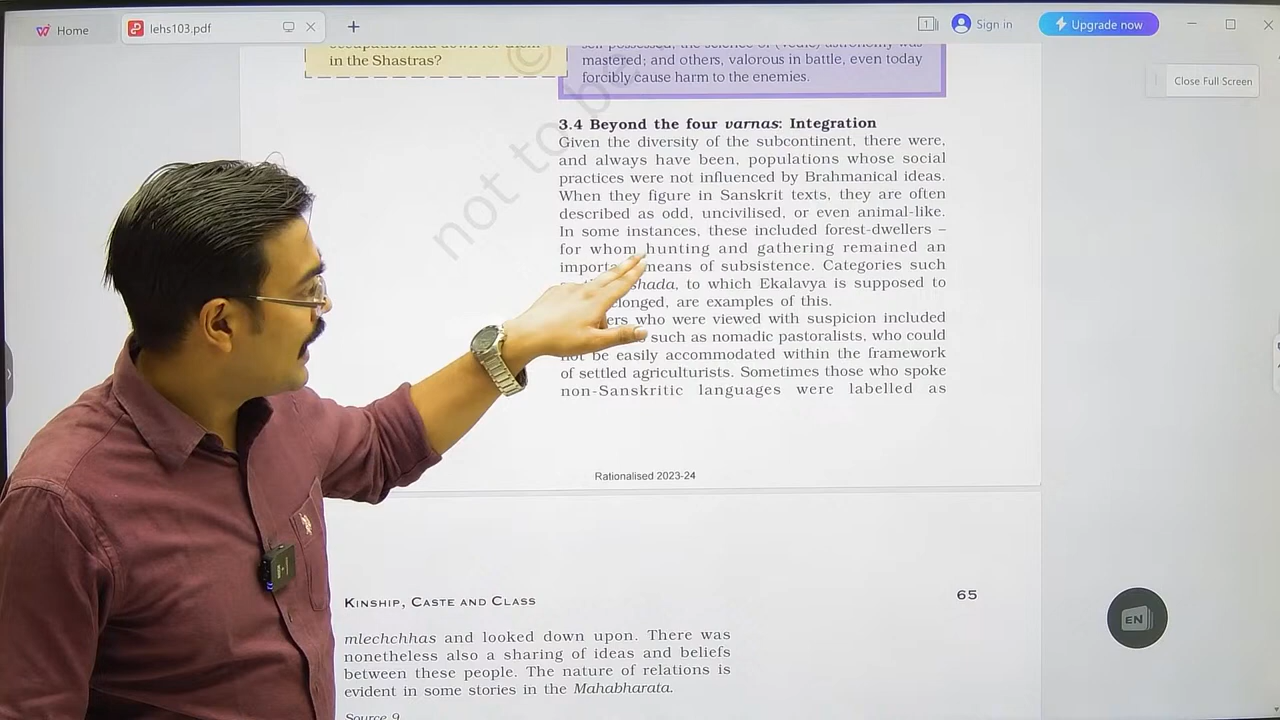 Home
lehs103.pdf
1
Sign in
Upgrade now
Close Full Screen
in the Shastras?
mastered; and others, valorous in battle, even today
forcibly cause harm to the enemies.
©
not to be
3.4 Beyond the four varnas: Integration
Given the diversity of the subcontinent, there were,
and always have been, populations whose social
practices were not influenced by Brahmanical ideas.
When they figure in Sanskrit texts, they are often
described as odd, uncivilised, or even animal-like.
In some instances, these included forest-dwellers –
for whom hunting and gathering remained an
means of subsistence. Categories such
to which Ekalavya is supposed to
are examples of this.
who were viewed with suspicion included
such as nomadic pastoralists, who could
not be easily accommodated within the framework
of settled agriculturists. Sometimes those who spoke
non-Sanskritic languages were labelled as
Rationalised 2023-24
KINSHIP, CASTE AND CLASS
65
EN
mlechchhas and looked down upon. There was
nonetheless also a sharing of ideas and beliefs
between these people. The nature of relations is
evident in some stories in the Mahabharata.
Source 9